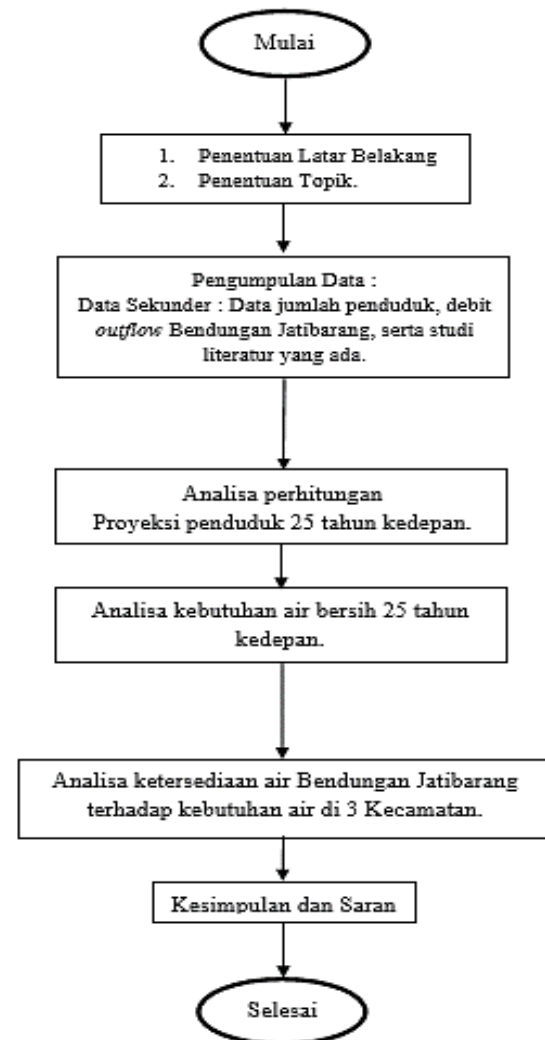 Mulai
1. Penentuan Latar Belakang
2. Penentuan Topik.
Pengumpulan Data :
Data Sekunder : Data jumlah penduduk, debit
outflow Bendungan Jatibarang, serta studi
literatur yang ada.
Analisa perhitungan
Proyeksi penduduk 25 tahun kedepan.
Analisa kebutuhan air bersih 25 tahun
kedepan.
Analisa ketersediaan air Bendungan Jatibarang
terhadap kebutuhan air di 3 Kecamatan.
Kesimpulan dan Saran
Selesai